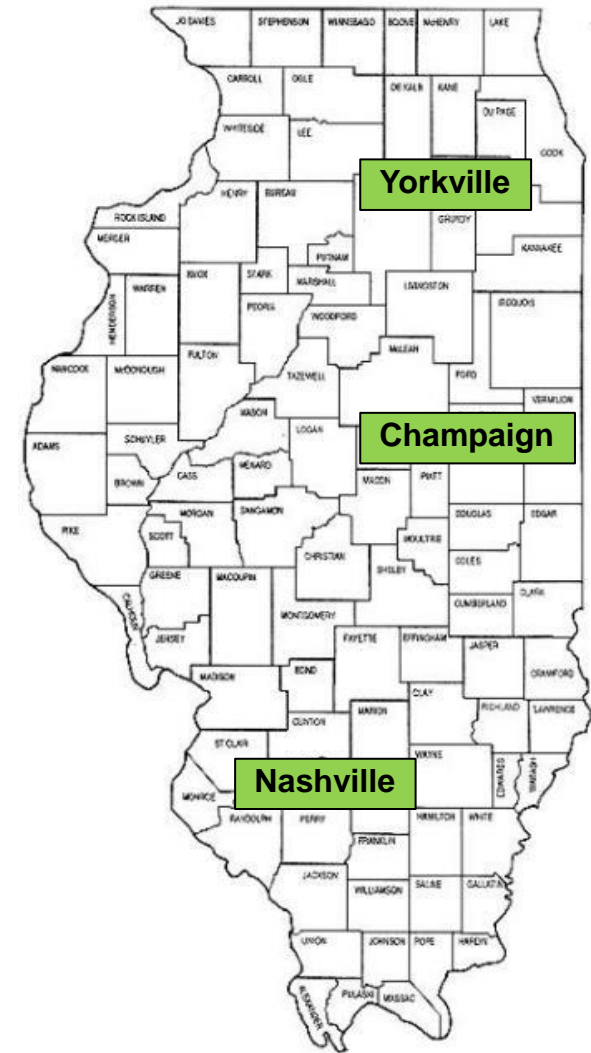 JO DAVIES
STEPHENSON
WINNEBAGO
BOONE
McHENRY
LAKE
CARROLL
OGLE
DE KALB
KANE
DU PAGE
COOK
WHITESIDE
LEE
Yorkville
HENRY
BUREAU
ROCK ISLAND
GRUNDY
MERCER
KANKAKEE
PUTNAM
KNOX
STARK
MARSHALL
LIVINGSTON
HENDERSON
WARREN
PEORIA
IROQUOIS
WOODFORD
McLEAN
FULTON
HANCOCK
McDONOUGH
TAZEWELL
FORD
VERMILION
MASON
Champaign
SCHUYLER
LOGAN
ADAMS
CASS
MENARD
BROWN
MACON
PIATT
PIKE
MORGAN
SANGAMON
DOUGLAS
EDGAR
SCOTT
MOULTRIE
CHRISTIAN
SHELBY
COLES
GREENE
MACOUPIN
CLARK
CALHOUN
CUMBERLAND
MONTGOMERY
JERSEY
FAYETTE
EFFINGHAM
JASPER
BOND
CRAWFORD
MADISON
CLAY
MARION
RICHLAND
LAWRENCE
CLINTON
ST CLAIR
WAYNE
EDWARDS
WABASH
Nashville
MONROE
RANDOLPH
PERRY
HAMILTON
WHITE
FRANKLIN
JACKSON
WILLIAMSON
SALINE
GALLATIN
UNION
JOHNSON
POPE
HARDIN
ALEXANDER
PULASKI
MASSAC